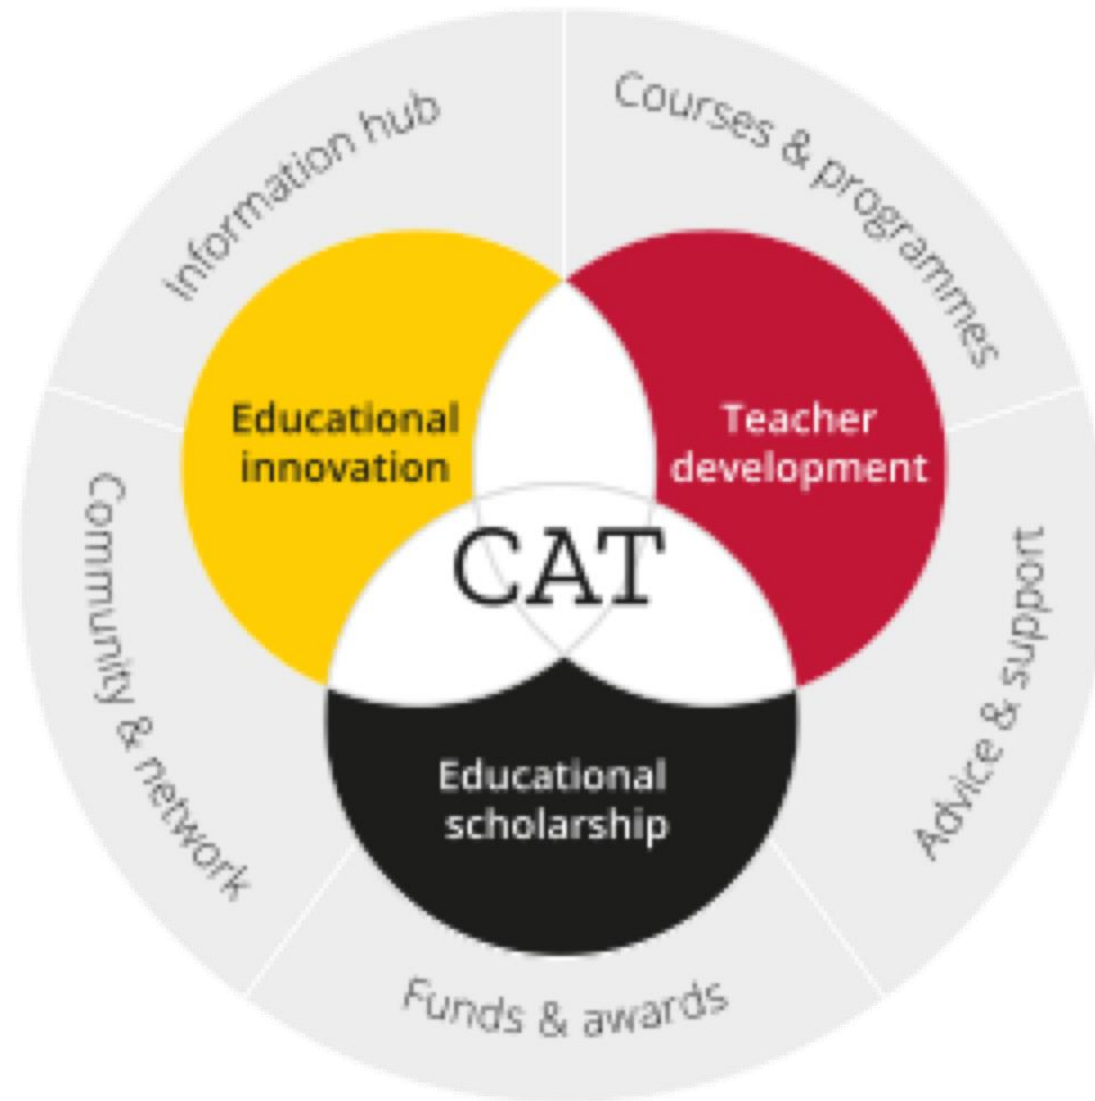 Information hub
Courses & programmes
Educational
innovation
Teacher
development
CAT
Community & network
Advice & support
Educational
scholarship
Funds & awards